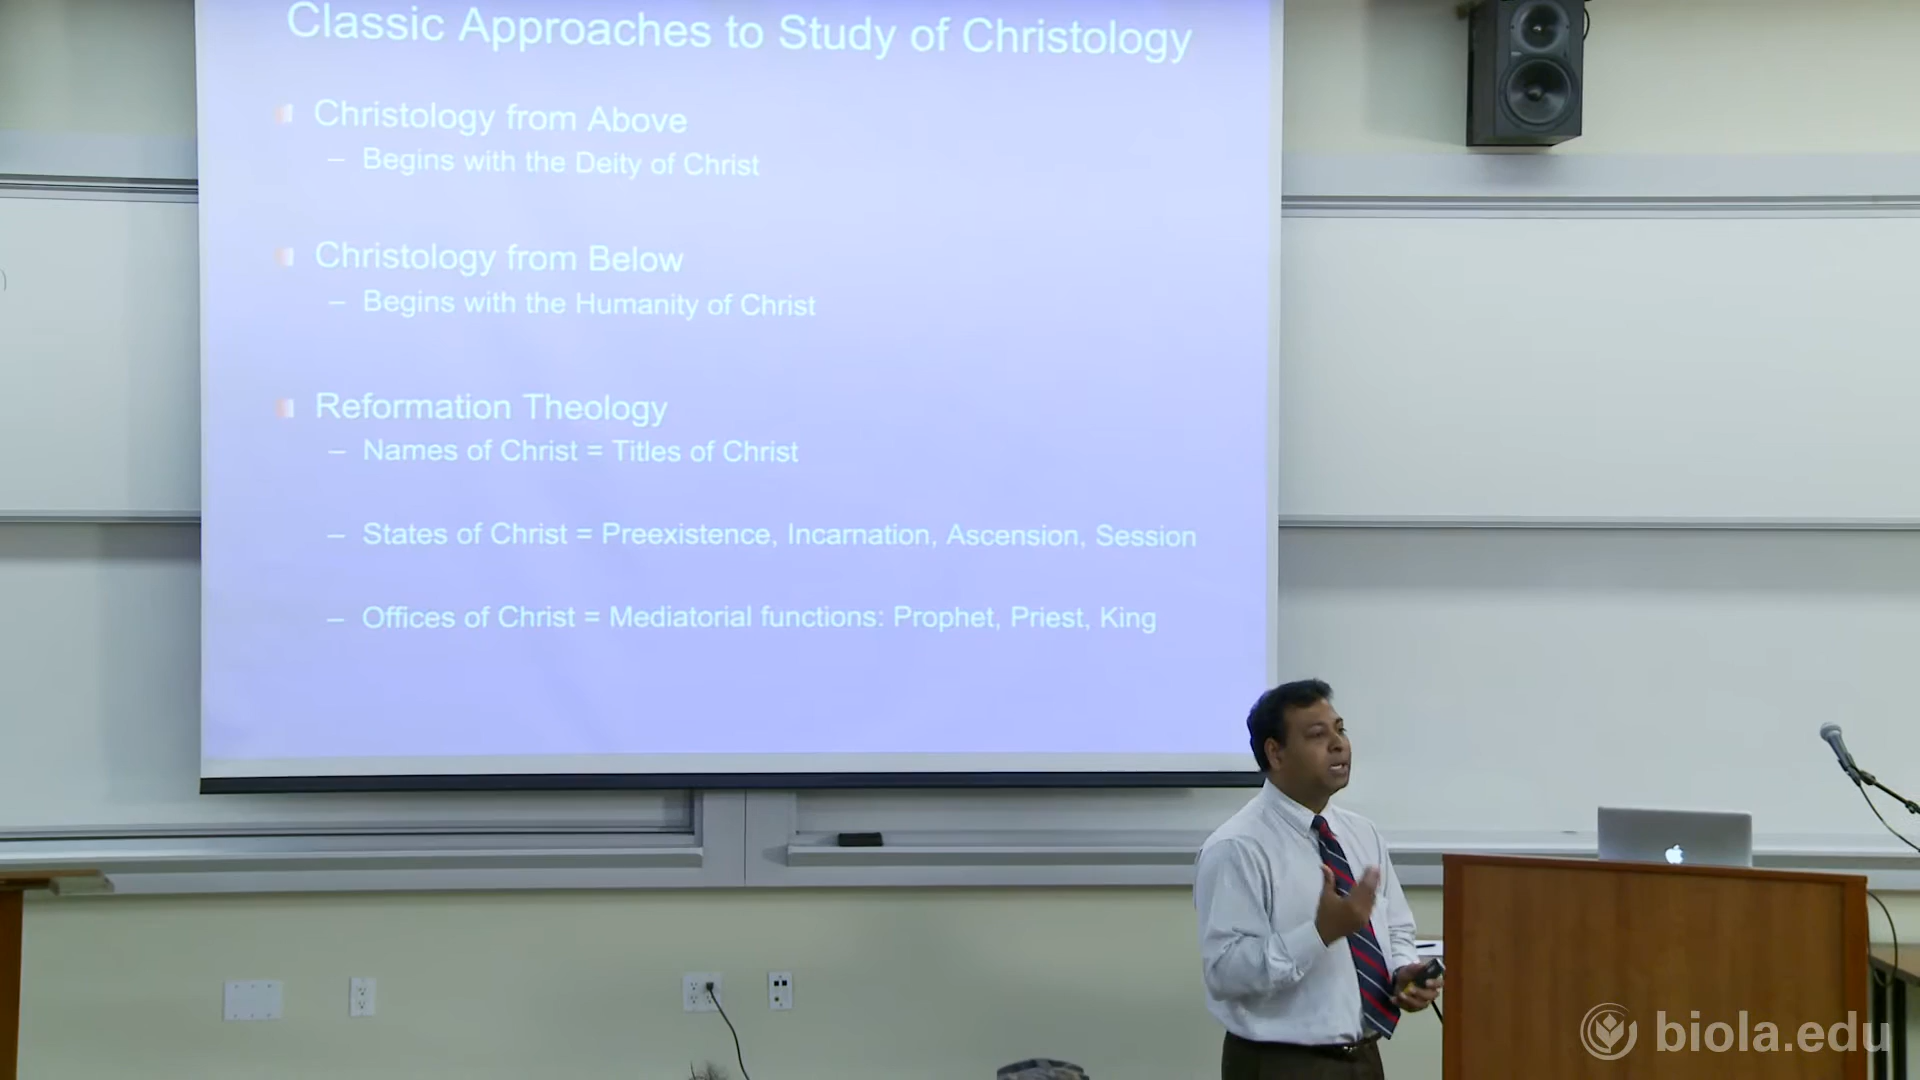 Classic Approaches to Study of Christology
Christology from Above
– Begins with the Deity of Christ
Christology from Below
– Begins with the Humanity of Christ
Reformation Theology
– Names of Christ = Titles of Christ
– States of Christ = Preexistence, Incarnation, Ascension, Session
– Offices of Christ = Mediatorial functions: Prophet, Priest, King
biola.edu